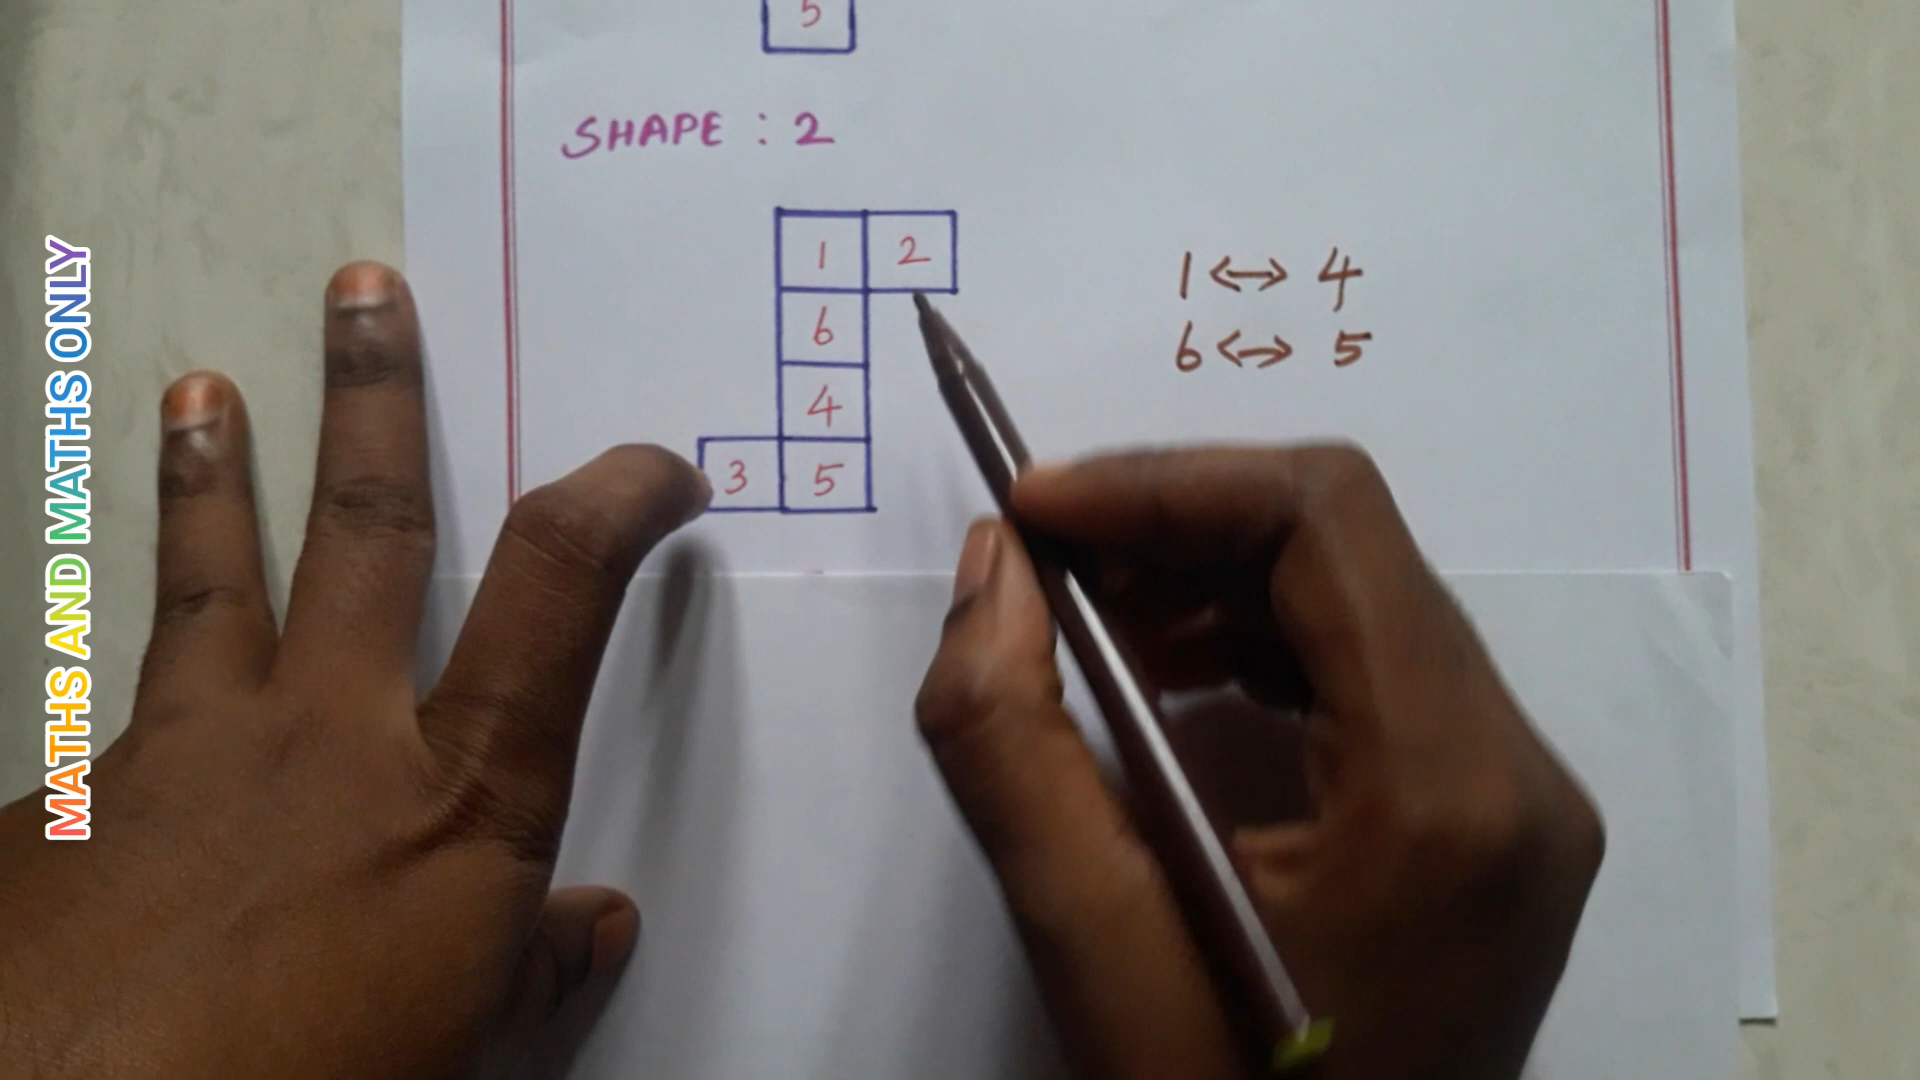 5
SHAPE : 2
1 2
6
4
3 5
1 ↔ 4
6 ↔ 5
MATHS AND MATHS ONLY